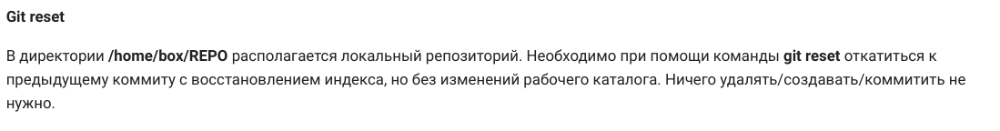 Git reset
В директории /home/box/REPO располагается локальный репозиторий. Необходимо при помощи команды git reset откатиться к
предыдущему коммиту с восстановлением индекса, но без изменений рабочего каталога. Ничего удалять/создавать/коммитить не
нужно.